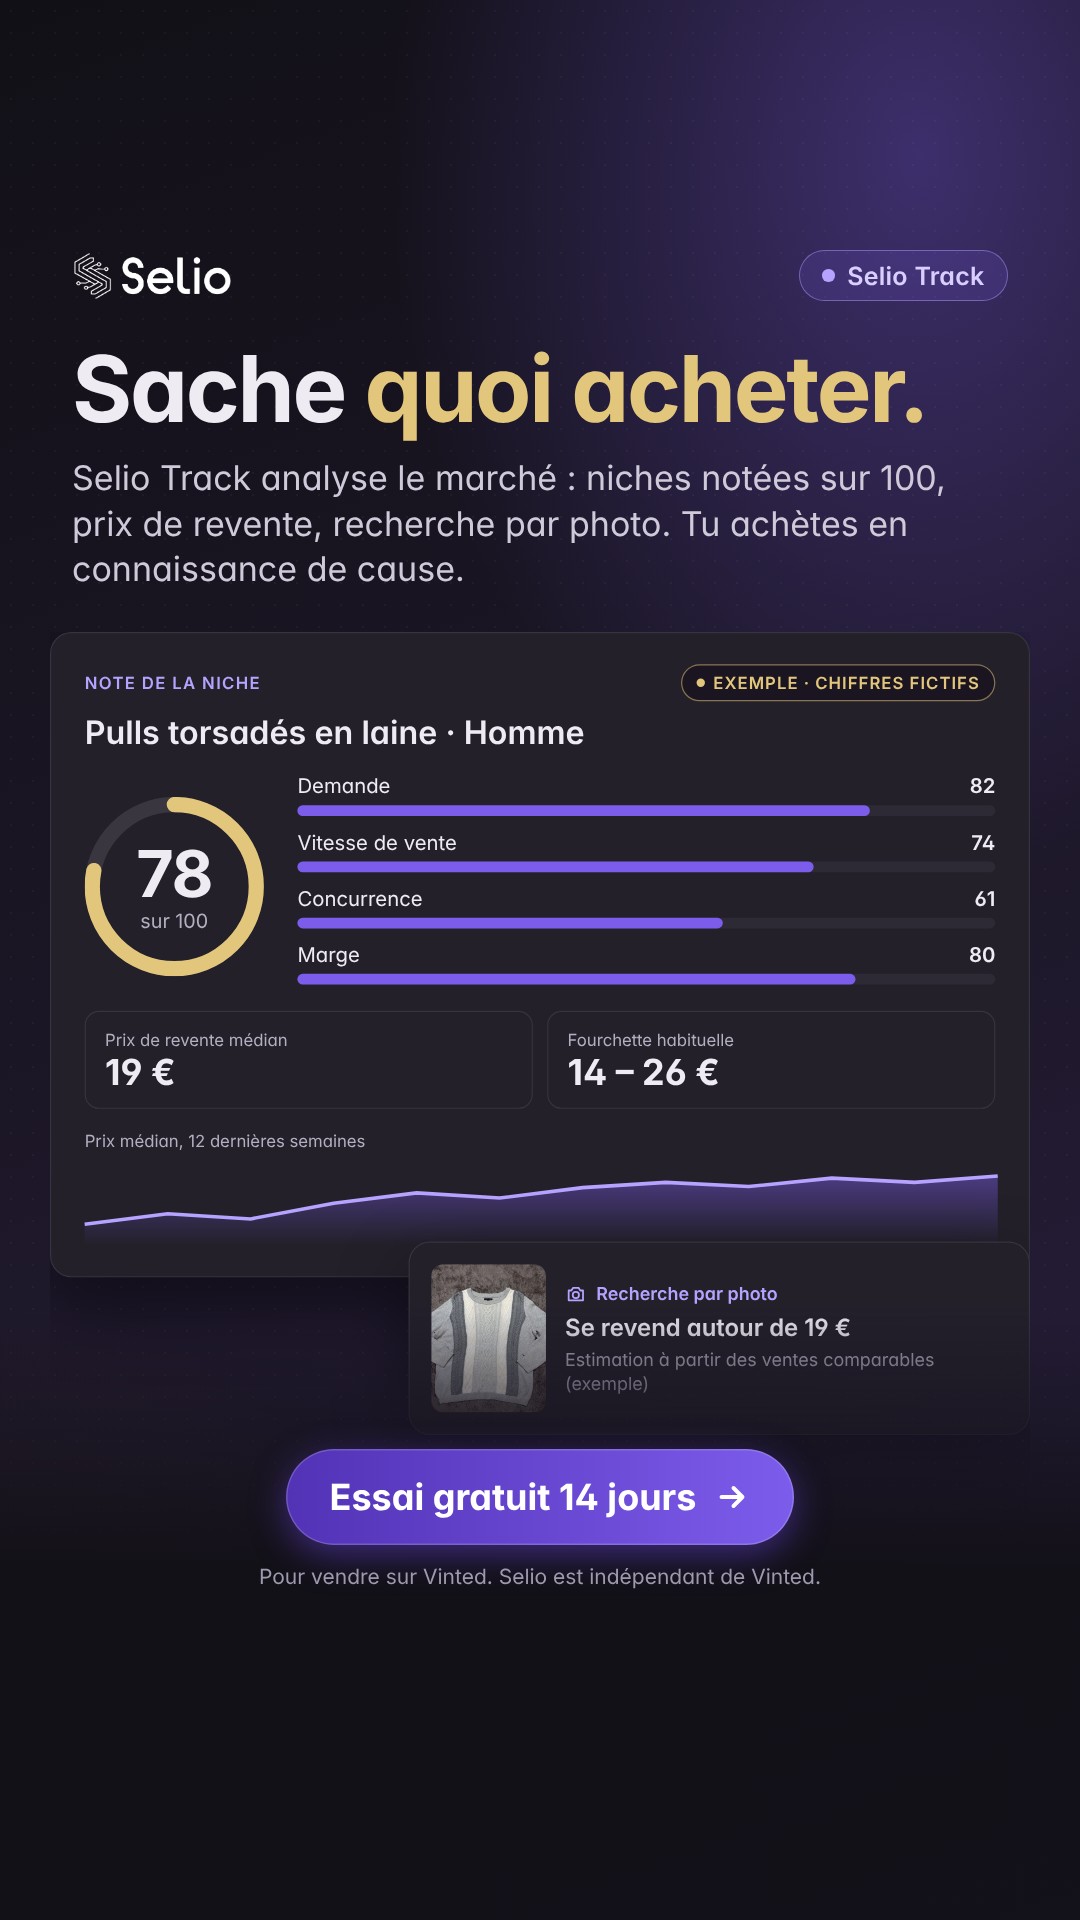 Selio
Selio Track
Sache quoi acheter.
Selio Track analyse le marché : niches notées sur 100,
prix de revente, recherche par photo. Tu achètes en
connaissance de cause.
NOTE DE LA NICHE
EXEMPLE · CHIFFRES FICTIFS
Pulls torsadés en laine · Homme
78
sur 100
Demande 82
Vitesse de vente 74
Concurrence 61
Marge 80
Prix de revente médian
19 €
Fourchette habituelle
14 – 26 €
Prix médian, 12 dernières semaines
Recherche par photo
Se revend autour de 19 €
Estimation à partir des ventes comparables
(exemple)
Essai gratuit 14 jours →
Pour vendre sur Vinted. Selio est indépendant de Vinted.